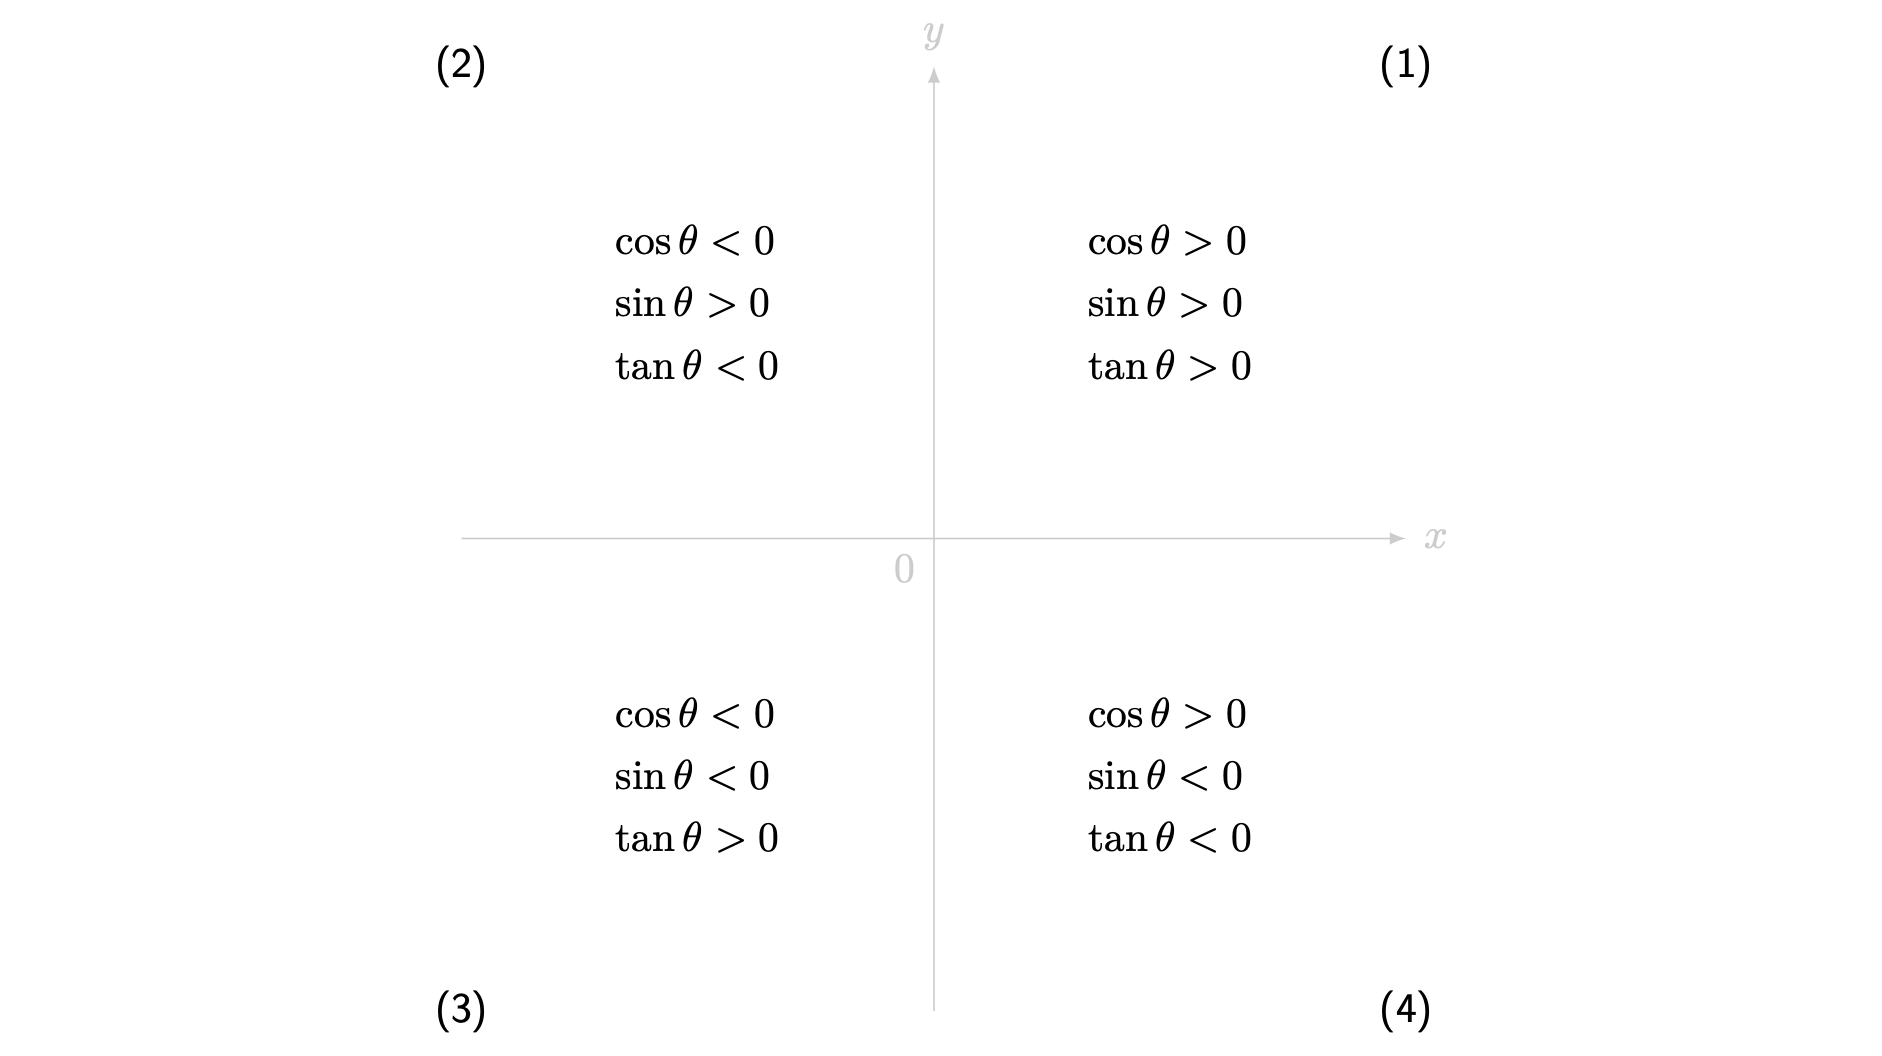 y
(2)
(1)
cos θ < 0
sin θ > 0
tan θ < 0
cos θ > 0
sin θ > 0
tan θ > 0
x
0
cos θ < 0
sin θ < 0
tan θ > 0
cos θ > 0
sin θ < 0
tan θ < 0
(3)
(4)